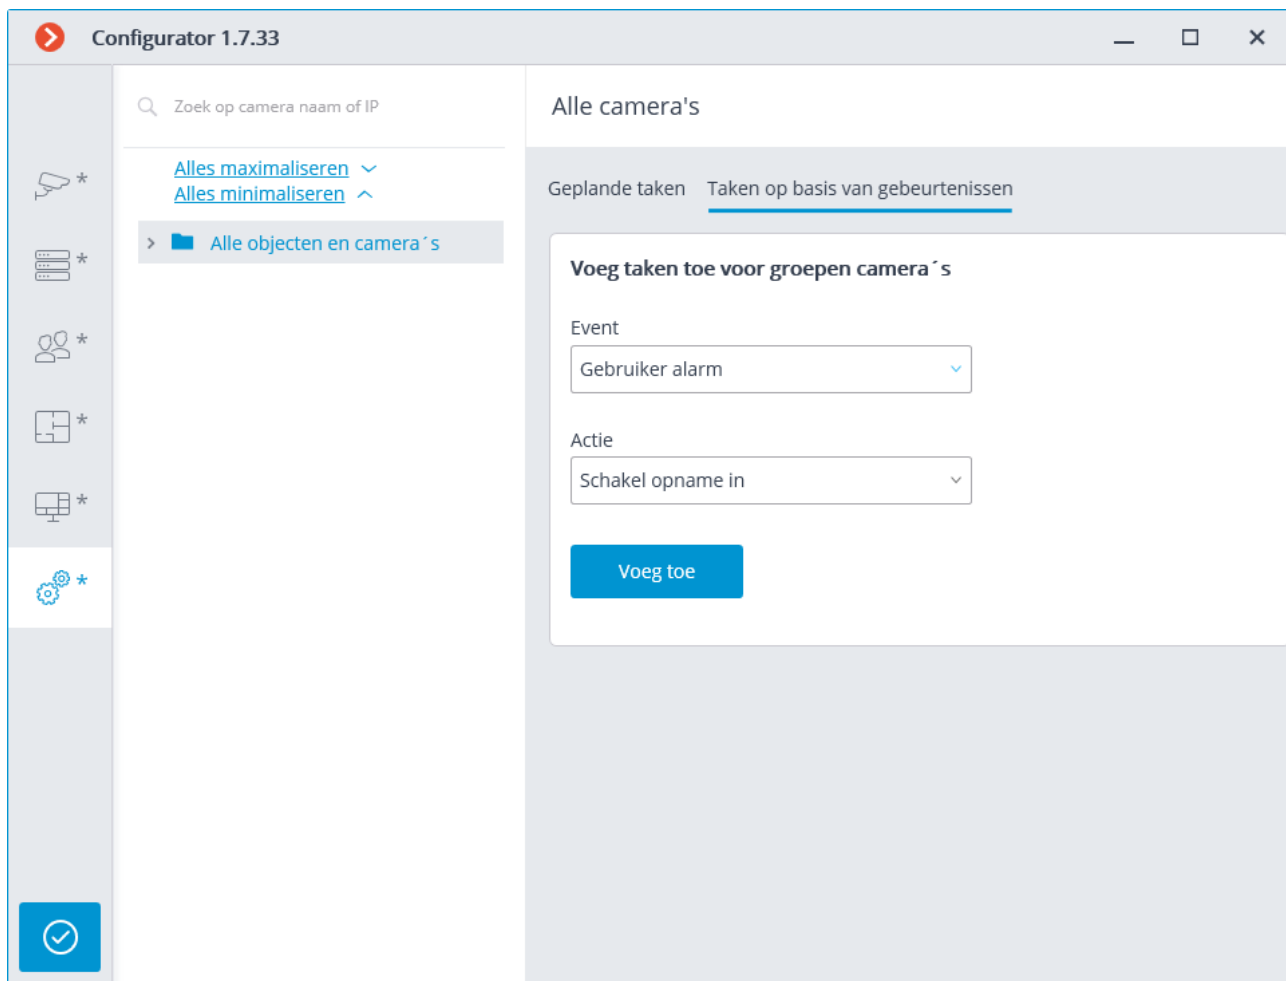 Configurator 1.7.33
Zoek op camera naam of IP
Alles maximaliseren
Alles minimaliseren
Alle objecten en camera´s
Alle camera's
Geplande taken Taken op basis van gebeurtenissen
Voeg taken toe voor groepen camera´s
Event
Gebruiker alarm
Actie
Schakel opname in
Voeg toe